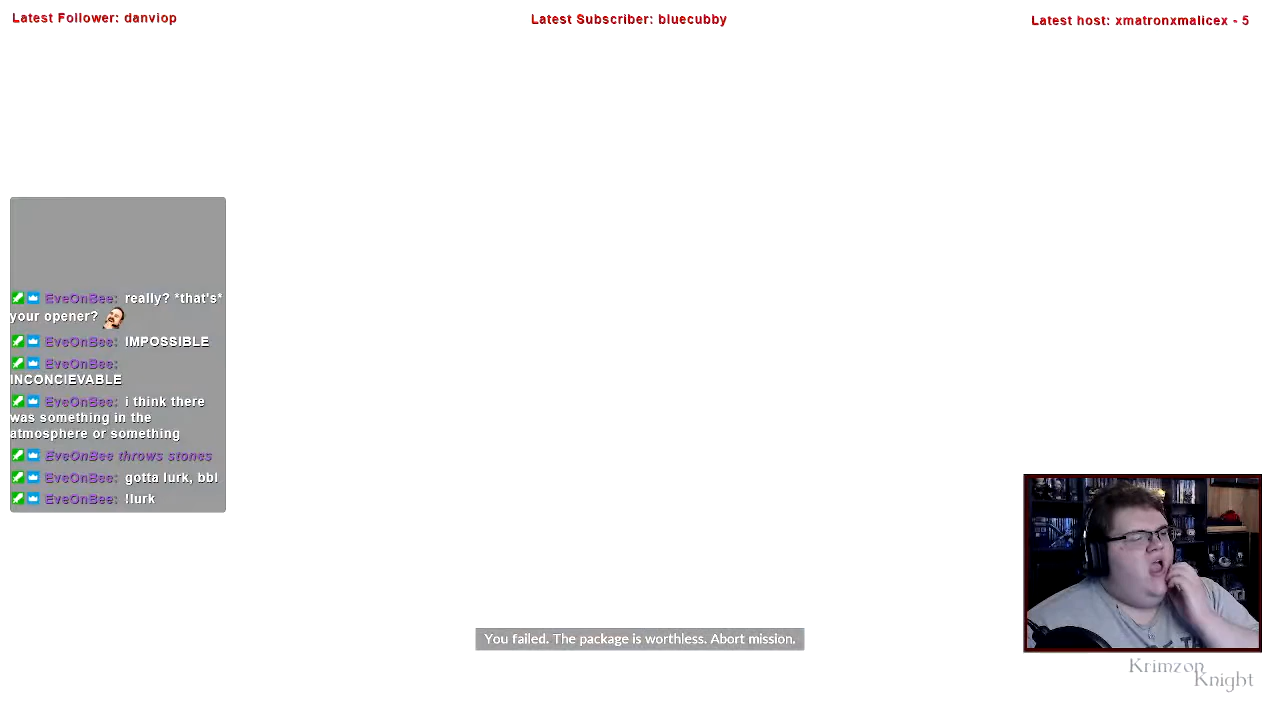 Latest Follower: danviop
Latest Subscriber: bluecubby
Latest host: xmatronxmalicex - 5
EveOnBee: really? *that's*
your opener?
EveOnBee: IMPOSSIBLE
EveOnBee:
INCONCIEVABLE
EveOnBee: i think there
was something in the
atmosphere or something
EveOnBee throws stones
EveOnBee: gotta lurk, bbl
EveOnBee: !lurk
You failed. The package is worthless. Abort mission.
Krimzon
Knight